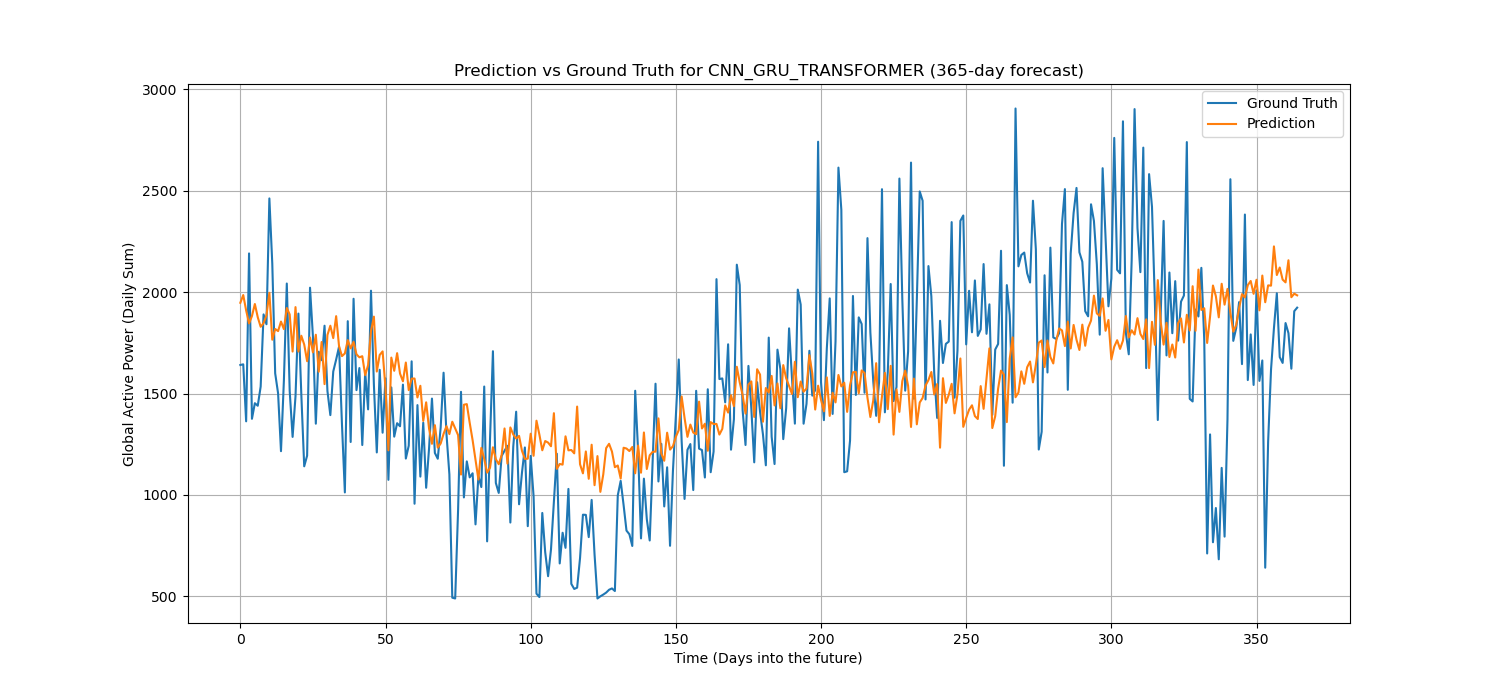 Prediction vs Ground Truth for CNN_GRU_TRANSFORMER (365-day forecast)
Ground Truth
Prediction
Global Active Power (Daily Sum)
3000
2500
2000
1500
1000
500
0 50 100 150 200 250 300 350
Time (Days into the future)